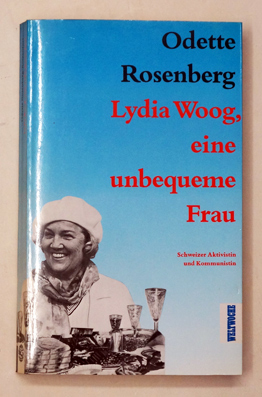 Odette
Rosenberg
Lydia Woog,
eine
unbequeme
Frau
Schweizer Aktivistin
und Kommunistin
WELTWOCHE